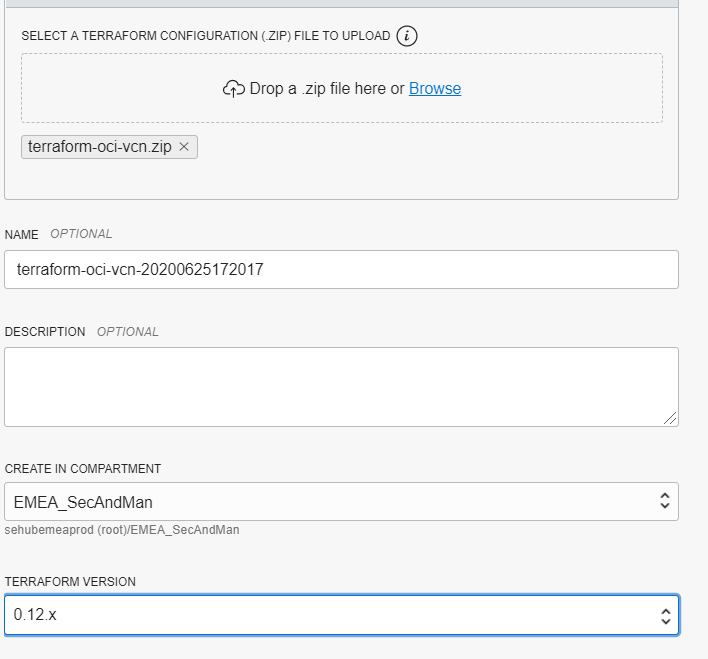 SELECT A TERRAFORM CONFIGURATION (.ZIP) FILE TO UPLOAD i
Drop a .zip file here or Browse
terraform-oci-vcn.zip ×
NAME OPTIONAL
terraform-oci-vcn-20200625172017
DESCRIPTION OPTIONAL
CREATE IN COMPARTMENT
EMEA_SecAndMan
sehubemeaprod (root)/EMEA_SecAndMan
TERRAFORM VERSION
0.12.x